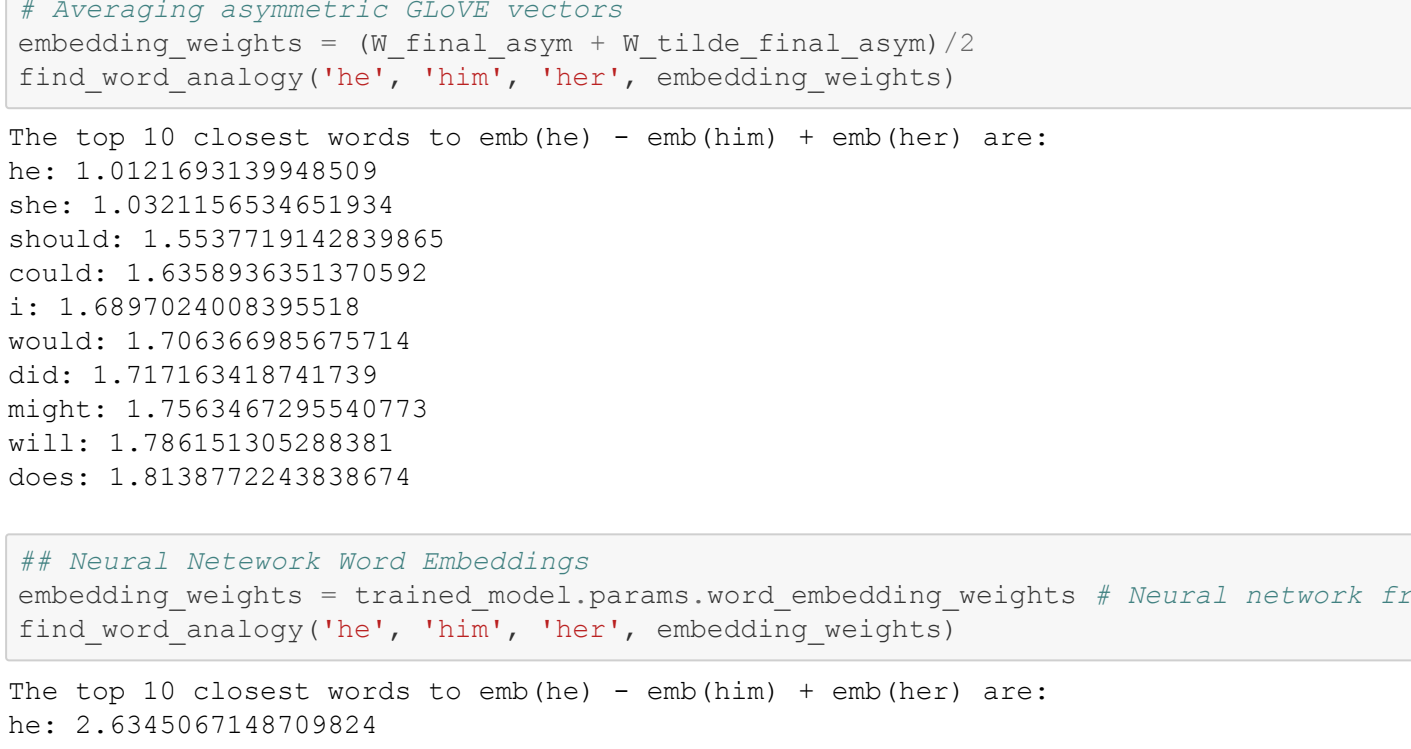 # Averaging asymmetric GLoVE vectors
embedding_weights = (W_final_asym + W_tilde_final_asym)/2
find_word_analogy('he', 'him', 'her', embedding_weights)
The top 10 closest words to emb(he) - emb(him) + emb(her) are:
he: 1.0121693139948509
she: 1.0321156534651934
should: 1.5537719142839865
could: 1.6358936351370592
i: 1.6897024008395518
would: 1.706366985675714
did: 1.717163418741739
might: 1.7563467295540773
will: 1.786151305288381
does: 1.8138772243838674
## Neural Netework Word Embeddings
embedding_weights = trained_model.params.word_embedding_weights # Neural network fr
find_word_analogy('he', 'him', 'her', embedding_weights)
The top 10 closest words to emb(he) - emb(him) + emb(her) are:
he: 2.6345067148709824